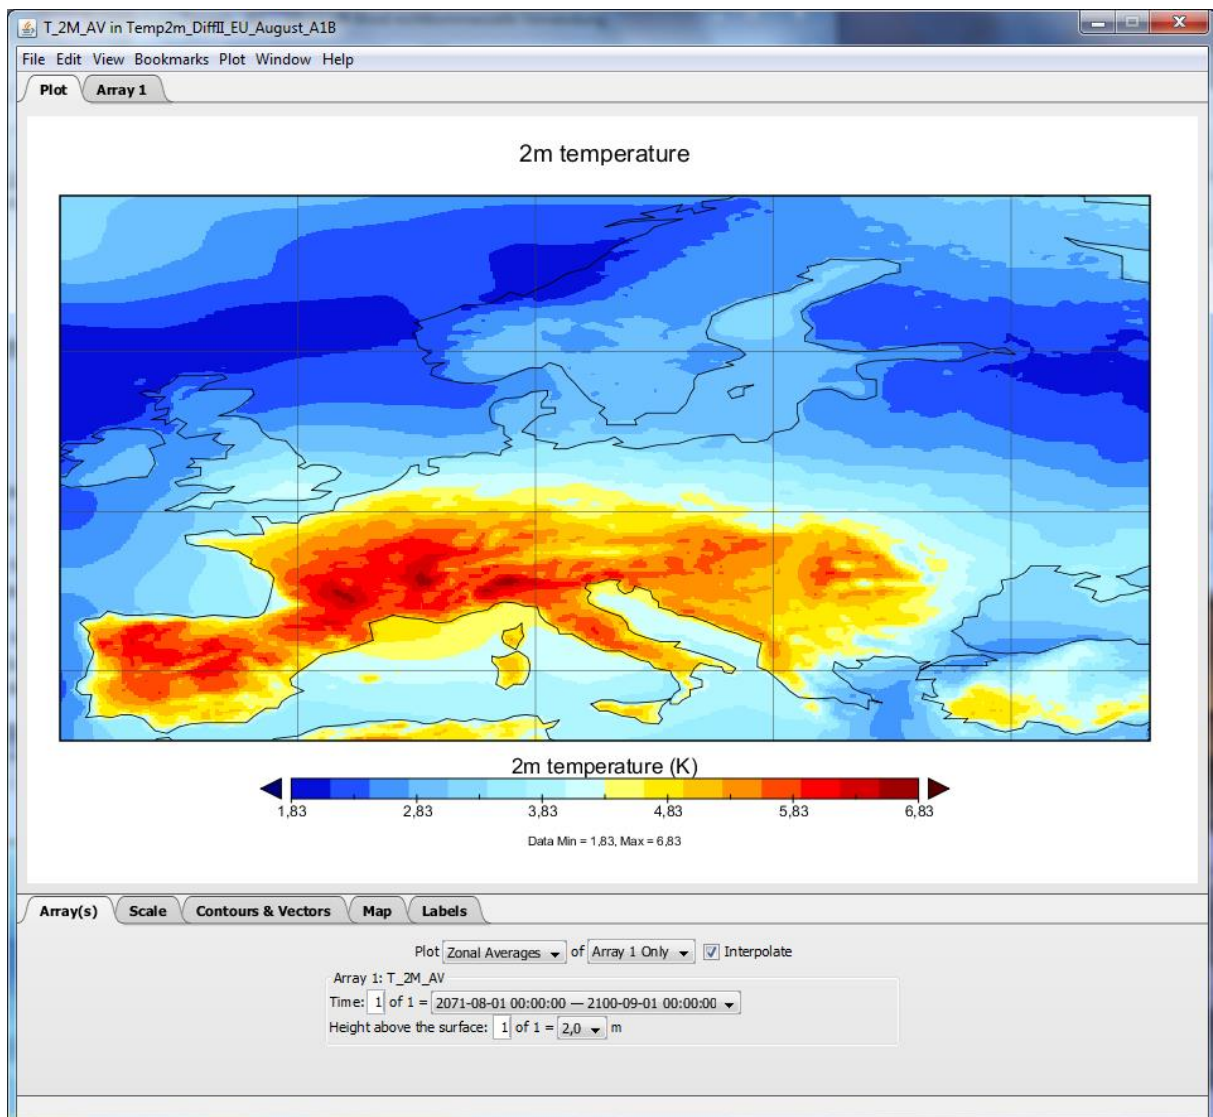 T_2M_AV in Temp2m_DiffII_EU_August_A1B
File Edit View Bookmarks Plot Window Help
Plot Array 1
2m temperature
2m temperature (K)
1,83 2,83 3,83 4,83 5,83 6,83
Data Min = 1,83, Max = 6,83
Array(s) Scale Contours & Vectors Map Labels
Plot Zonal Averages of Array 1 Only Interpolate
Array 1: T_2M_AV
Time: 1 of 1 = 2071-08-01 00:00:00 — 2100-09-01 00:00:00
Height above the surface: 1 of 1 = 2,0 m